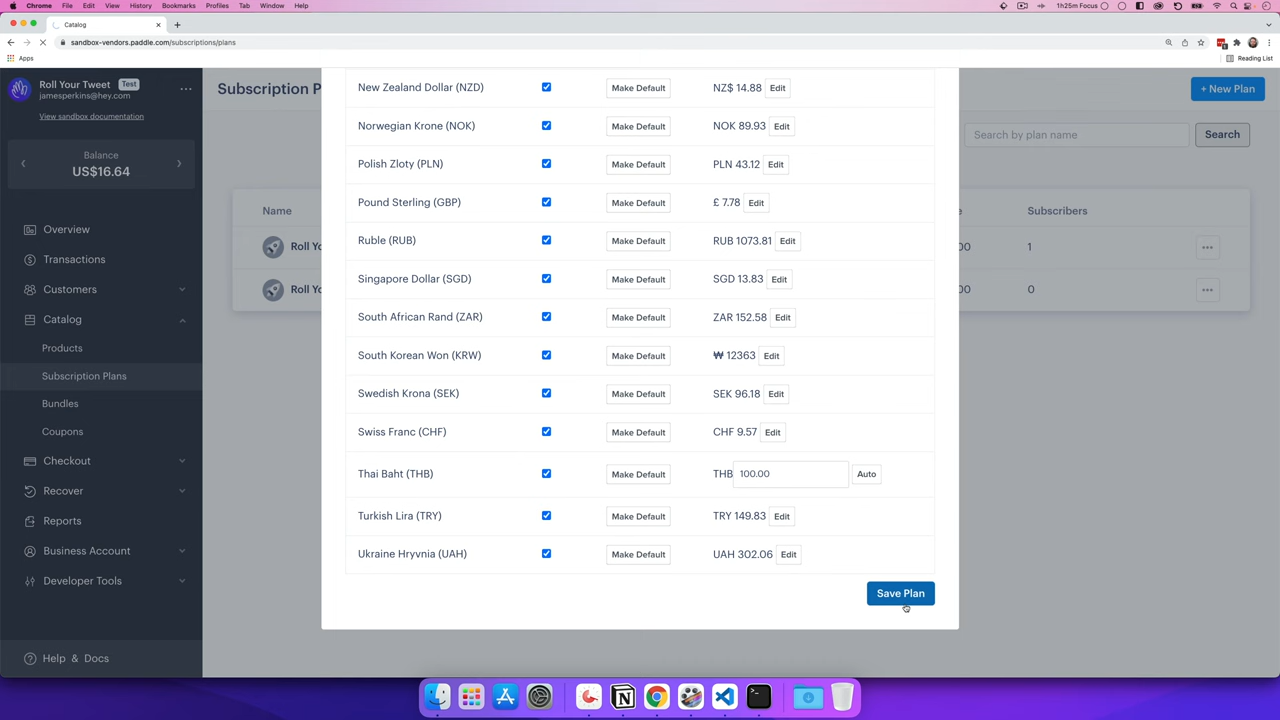 Chrome File Edit View History Bookmarks Profiles Tab Window Help 1h25m Focus
Catalog
sandbox-vendors.paddle.com/subscriptions/plans
Apps Reading List
Roll Your Tweet Test
jamesperkins@hey.com
View sandbox documentation
Balance
US$16.64
Overview
Transactions
Customers
Catalog
Products
Subscription Plans
Bundles
Coupons
Checkout
Recover
Reports
Business Account
Developer Tools
Help & Docs
Subscription P
+ New Plan
Search by plan name Search
Name Subscribers
Roll Yo 00 1
Roll Yo 00 0
New Zealand Dollar (NZD) Make Default NZ$ 14.88 Edit
Norwegian Krone (NOK) Make Default NOK 89.93 Edit
Polish Zloty (PLN) Make Default PLN 43.12 Edit
Pound Sterling (GBP) Make Default £ 7.78 Edit
Ruble (RUB) Make Default RUB 1073.81 Edit
Singapore Dollar (SGD) Make Default SGD 13.83 Edit
South African Rand (ZAR) Make Default ZAR 152.58 Edit
South Korean Won (KRW) Make Default ₩ 12363 Edit
Swedish Krona (SEK) Make Default SEK 96.18 Edit
Swiss Franc (CHF) Make Default CHF 9.57 Edit
Thai Baht (THB) Make Default THB 100.00 Auto
Turkish Lira (TRY) Make Default TRY 149.83 Edit
Ukraine Hryvnia (UAH) Make Default UAH 302.06 Edit
Save Plan